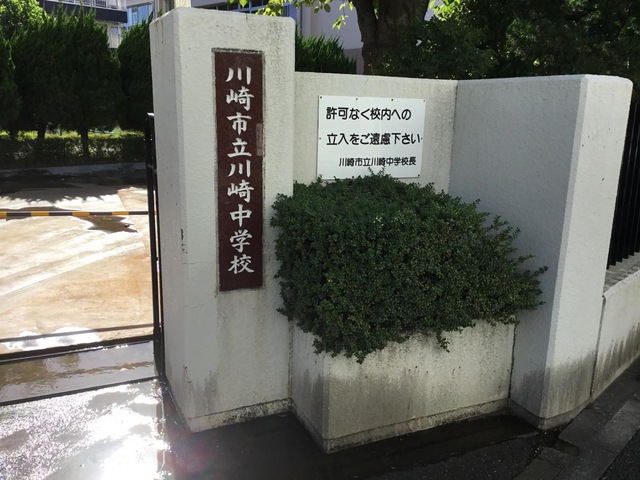 川崎市立川崎中学校
許可なく校内への
立入をご遠慮下さい
川崎市立川崎中学校長